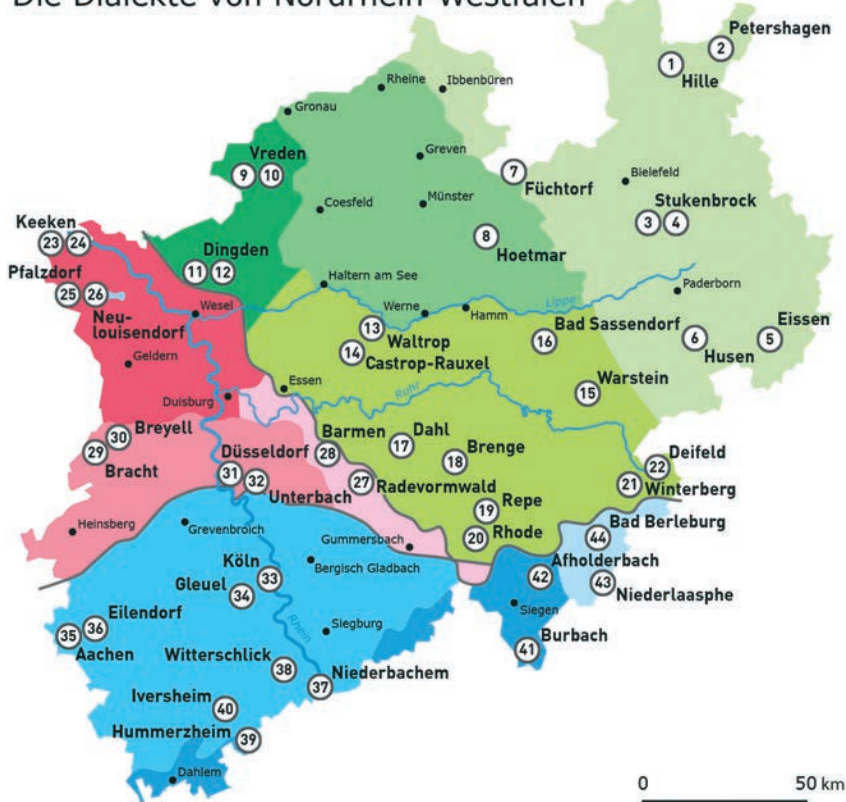 Die Dialekte von Nordrhein-Westfalen
Petershagen
2
1
Hille
Rheine
Ibbenbüren
Gronau
Greven
Vreden
9 10
7
Füchtorf
Bielefeld
Stukenbrock
3 4
Coesfeld
Münster
8
Hoetmar
Keeken
23 24
Dingden
11 12
Pfalzdorf
25 26
Neu-
louisendorf
Wesel
Haltern am See
Werne
Hamm
Lippe
Paderborn
13
Waltrop
14
Castrop-Rauxel
16
Bad Sassendorf
6
Husen
Eissen
5
Geldern
Essen
Ruhr
Warstein
15
Duisburg
30
Breyell
29
Bracht
Düsseldorf
31 32
Unterbach
Barmen
28
17
Dahl
18
Brenge
27
Radevormwald
Deifeld
22
21
Winterberg
19
Repe
20
Rhode
Heinsberg
Grevenbroich
Gummersbach
Bad Berleburg
44
Köln
33
Gleuel
34
Bergisch Gladbach
Afholderbach
42
43
Niederlaasphe
Siegen
Eilendorf
35 36
Aachen
Rhein
Siegburg
Burbach
41
Witterschlick
38
Niederbachem
37
Iversheim
40
Hummerzheim
39
Dahlem
0 50 km